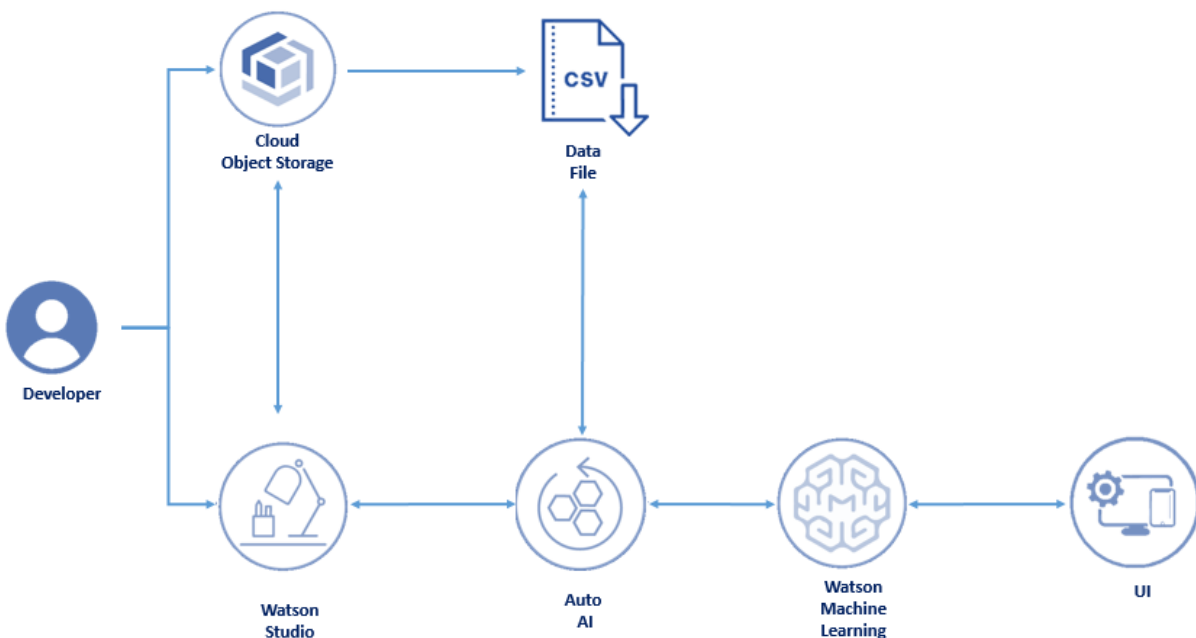 Cloud
Object Storage
CSV
Data
File
Developer
Watson
Studio
Auto
AI
Watson
Machine
Learning
UI